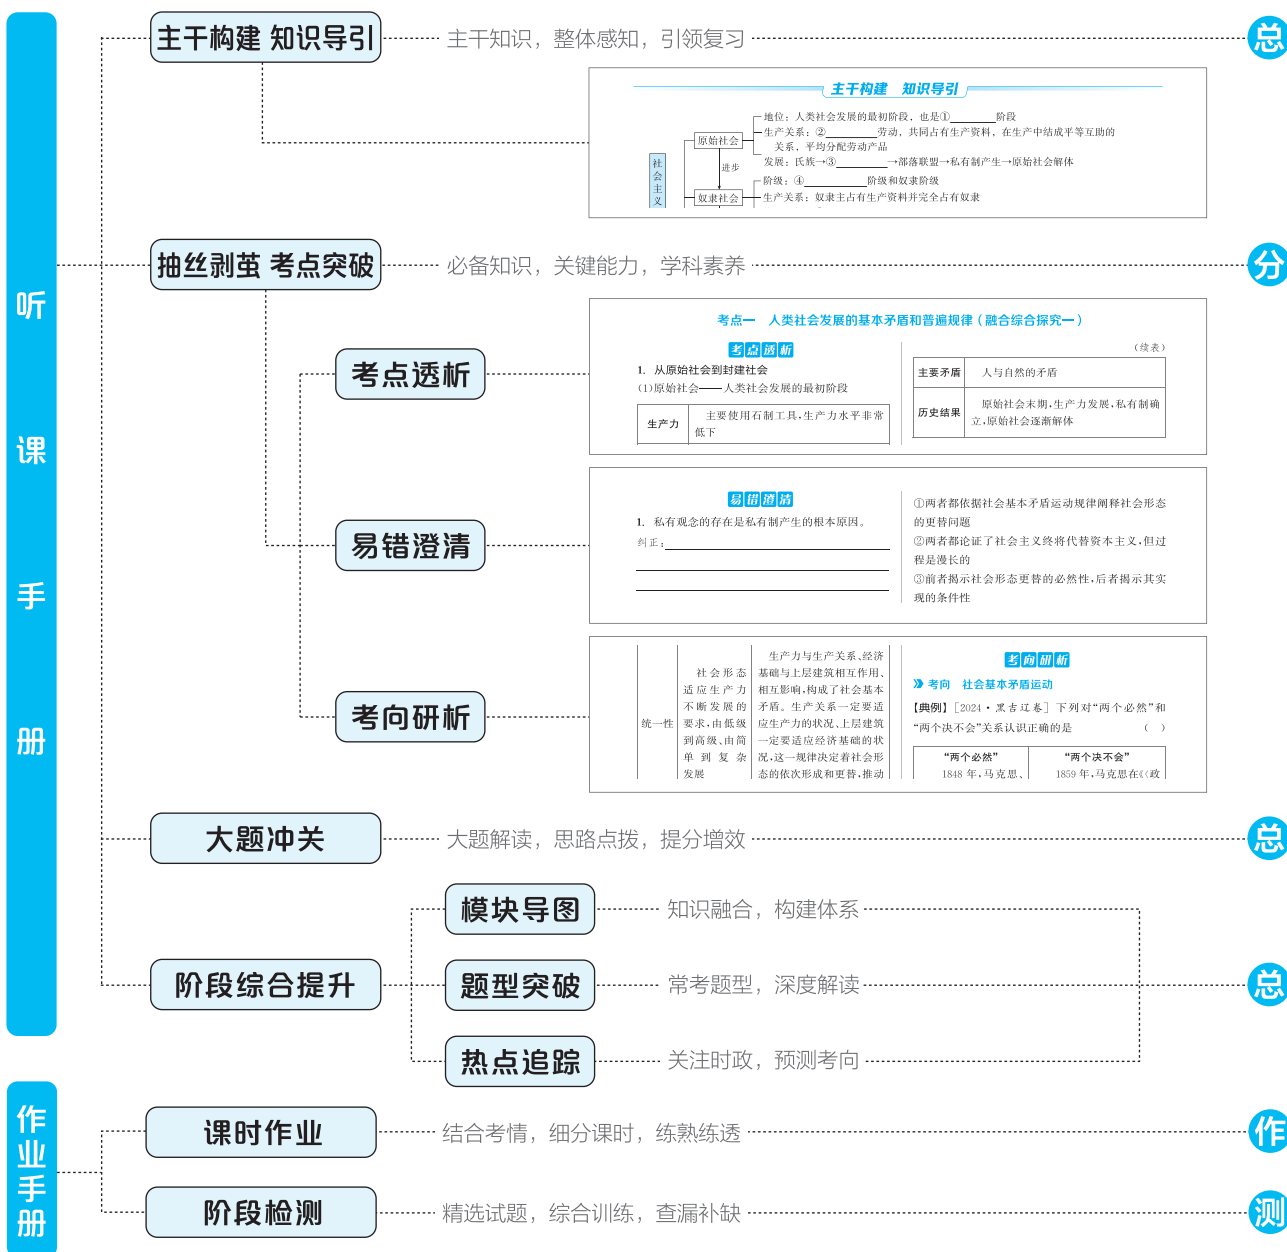 听课手册
主干构建 知识导引
主干知识，整体感知，引领复习
总
主干构建 知识导引
社会主义
原始社会
地位：人类社会发展的最初阶段，也是①________阶段
生产关系：②________劳动，共同占有生产资料，在生产中结成平等互助的
关系，平均分配劳动产品
发展：氏族→③________→部落联盟→私有制产生→原始社会解体
进步
奴隶社会
阶级：④________阶级和奴隶阶级
生产关系：奴隶主占有生产资料并完全占有奴隶
抽丝剥茧 考点突破
必备知识，关键能力，学科素养
分
考点透析
考点一 人类社会发展的基本矛盾和普遍规律（融合综合探究一）
考点透析
1. 从原始社会到封建社会
(1)原始社会——人类社会发展的最初阶段
生产力
主要使用石制工具，生产力水平非常
低下
（续表）
主要矛盾
人与自然的矛盾
历史结果
原始社会末期，生产力发展，私有制确
立，原始社会逐渐解体
易错澄清
易错澄清
1. 私有观念的存在是私有制产生的根本原因。
纠正：
①两者都依据社会基本矛盾运动规律阐释社会形态
的更替问题
②两者都论证了社会主义终将代替资本主义，但过
程是漫长的
③前者揭示社会形态更替的必然性，后者揭示其实
现的条件性
考向研析
统一性
社会形态
适应生产力
不断发展的
要求，由低级
到高级、由简
单到复杂
发展
生产力与生产关系、经济
基础与上层建筑相互作用、
相互影响，构成了社会基本
矛盾。生产关系一定要适
应生产力的状况、上层建筑
一定要适应经济基础的状
况，这一规律决定着社会形
态的依次形成和更替，推动
考向研析
考向 社会基本矛盾运动
【典例】［2024·黑吉辽卷］下列对“两个必然”和
“两个决不会”关系认识正确的是 （ ）
“两个必然”
1848 年，马克思、
“两个决不会”
1859 年，马克思在《〈政
大题冲关
大题解读，思路点拨，提分增效
总
阶段综合提升
模块导图
知识融合，构建体系
题型突破
常考题型，深度解读
总
热点追踪
关注时政，预测考向
作业手册
课时作业
结合考情，细分课时，练熟练透
作
阶段检测
精选试题，综合训练，查漏补缺
测